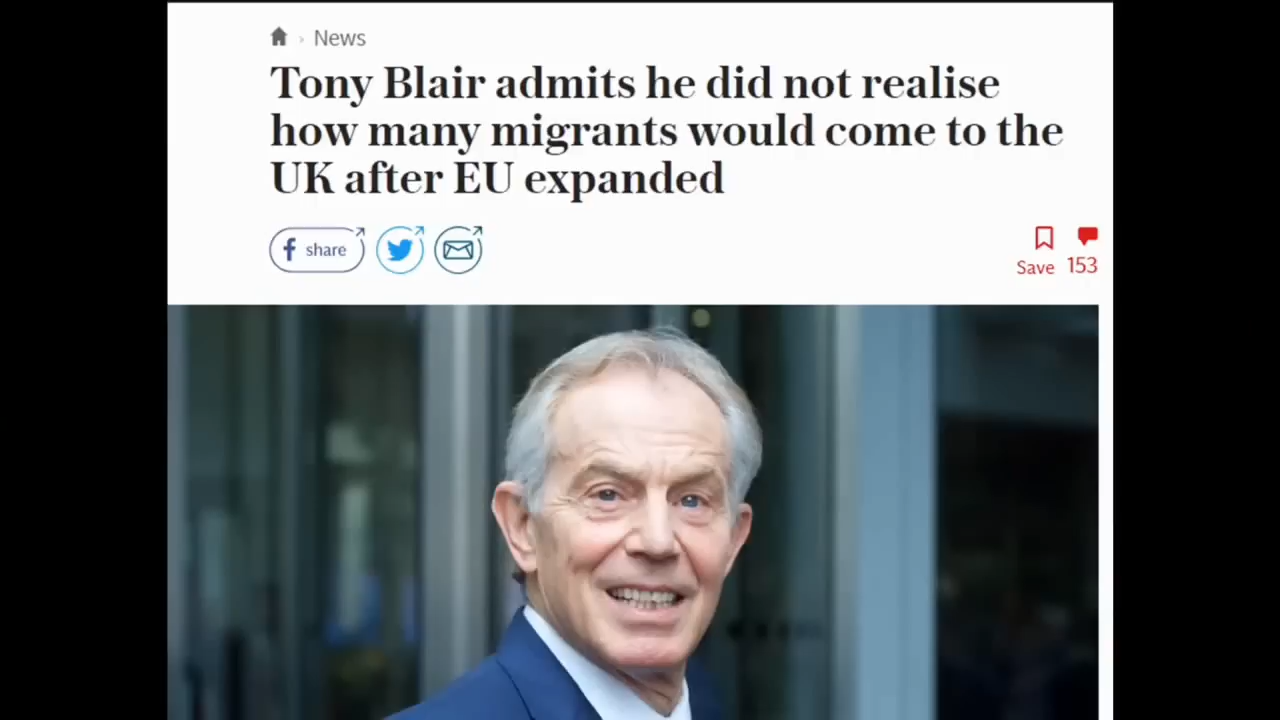 News
Tony Blair admits he did not realise
how many migrants would come to the
UK after EU expanded
share
Save 153